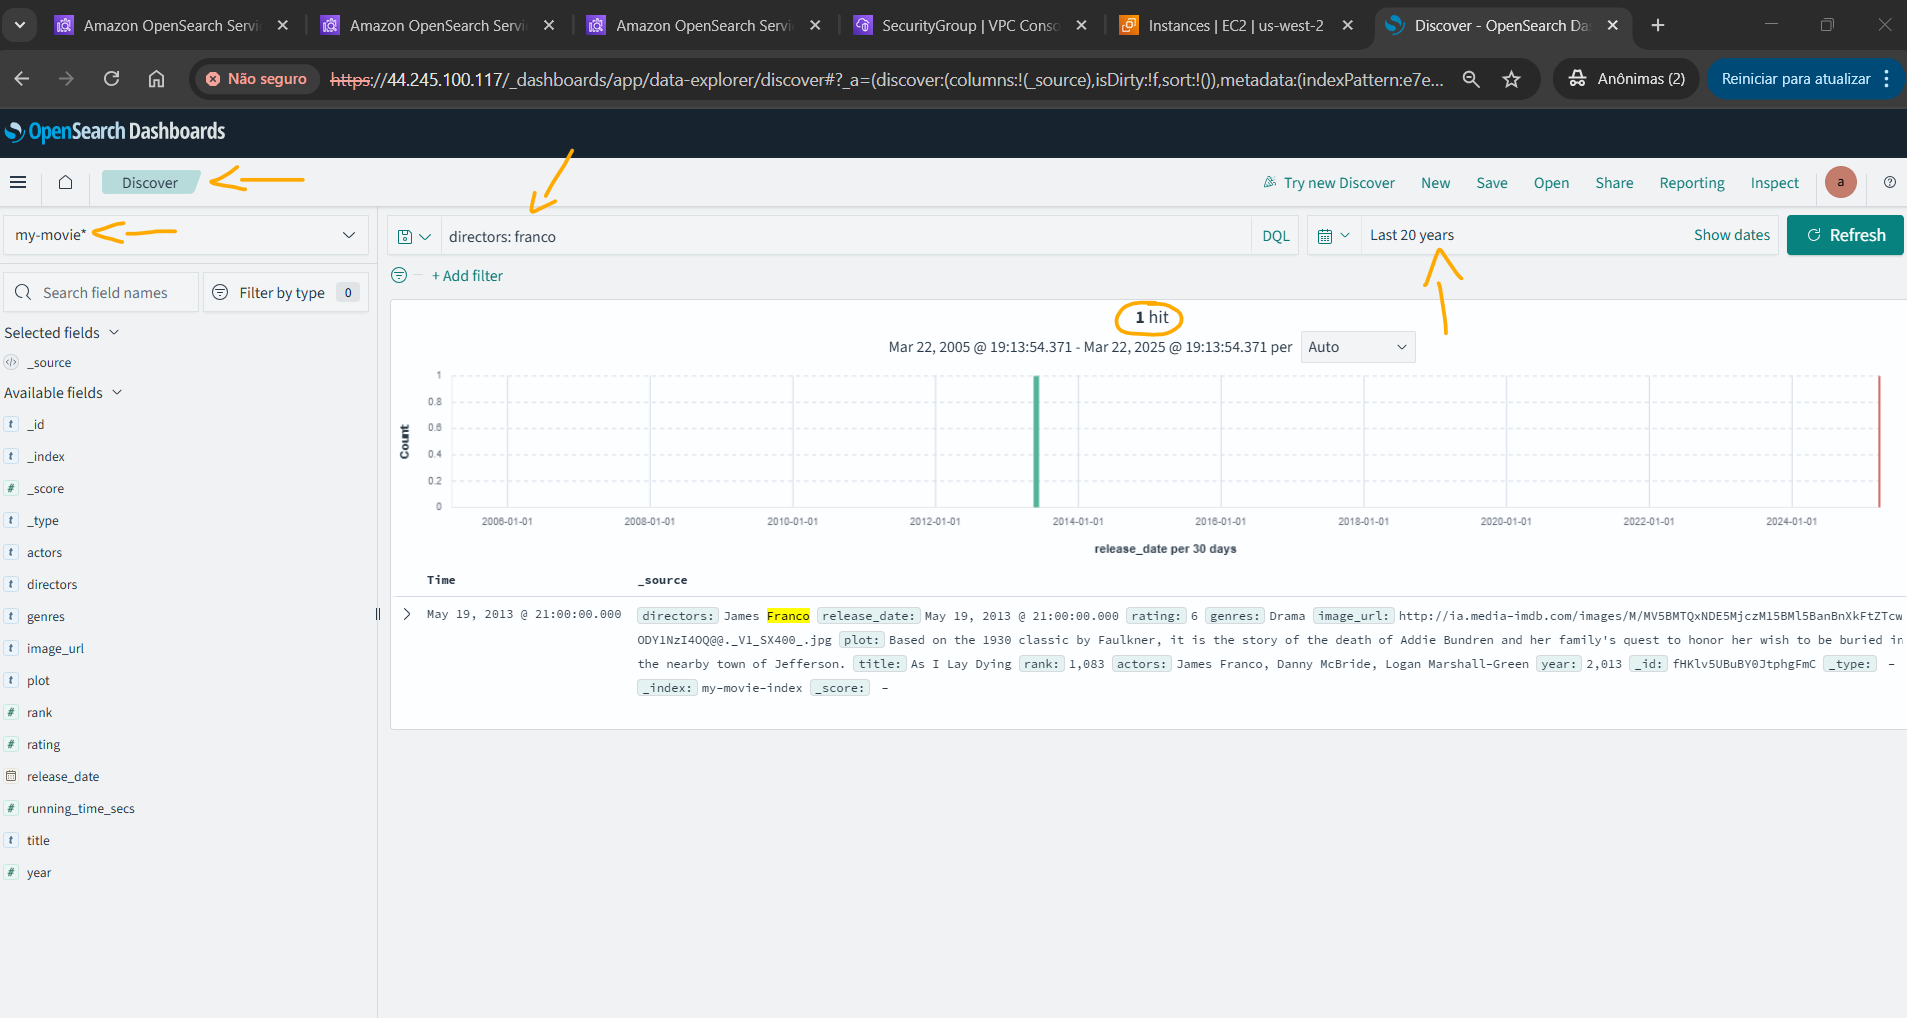 Amazon OpenSearch Servi
Amazon OpenSearch Servi
Amazon OpenSearch Servi
SecurityGroup | VPC Conso
Instances | EC2 | us-west-2
Discover - OpenSearch Da
Não seguro
https://44.245.100.117/_dashboards/app/data-explorer/discover#?_a=(discover:(columns:!(_source),isDirty:!f,sort:!()),metadata:(indexPattern:e7e...
Anônimas (2)
Reiniciar para atualizar
OpenSearch Dashboards
Discover
Try new Discover
New
Save
Open
Share
Reporting
Inspect
a
my-movie*
directors: franco
DQL
Last 20 years
Show dates
Refresh
+ Add filter
Search field names
Filter by type 0
Selected fields
_source
Available fields
t _id
t _index
# _score
t _type
t actors
t directors
t genres
t image_url
t plot
# rank
# rating
release_date
# running_time_secs
t title
# year
1 hit
Mar 22, 2005 @ 19:13:54.371 - Mar 22, 2025 @ 19:13:54.371 per Auto
Count
1
0.8
0.6
0.4
0.2
0
2006-01-01 2008-01-01 2010-01-01 2012-01-01 2014-01-01 2016-01-01 2018-01-01 2020-01-01 2022-01-01 2024-01-01
release_date per 30 days
Time _source
May 19, 2013 @ 21:00:00.000 directors: James Franco release_date: May 19, 2013 @ 21:00:00.000 rating: 6 genres: Drama image_url: http://ia.media-imdb.com/images/M/MV5BMTQxNDE5MjczM15BMl5BanBnXkFtZTcw
ODY1NzI4OQ@@._V1_SX400_.jpg plot: Based on the 1930 classic by Faulkner, it is the story of the death of Addie Bundren and her family's quest to honor her wish to be buried in
the nearby town of Jefferson. title: As I Lay Dying rank: 1,083 actors: James Franco, Danny McBride, Logan Marshall-Green year: 2,013 _id: fHKlv5UBuBY0JtphgFmC _type: -
_index: my-movie-index _score: -